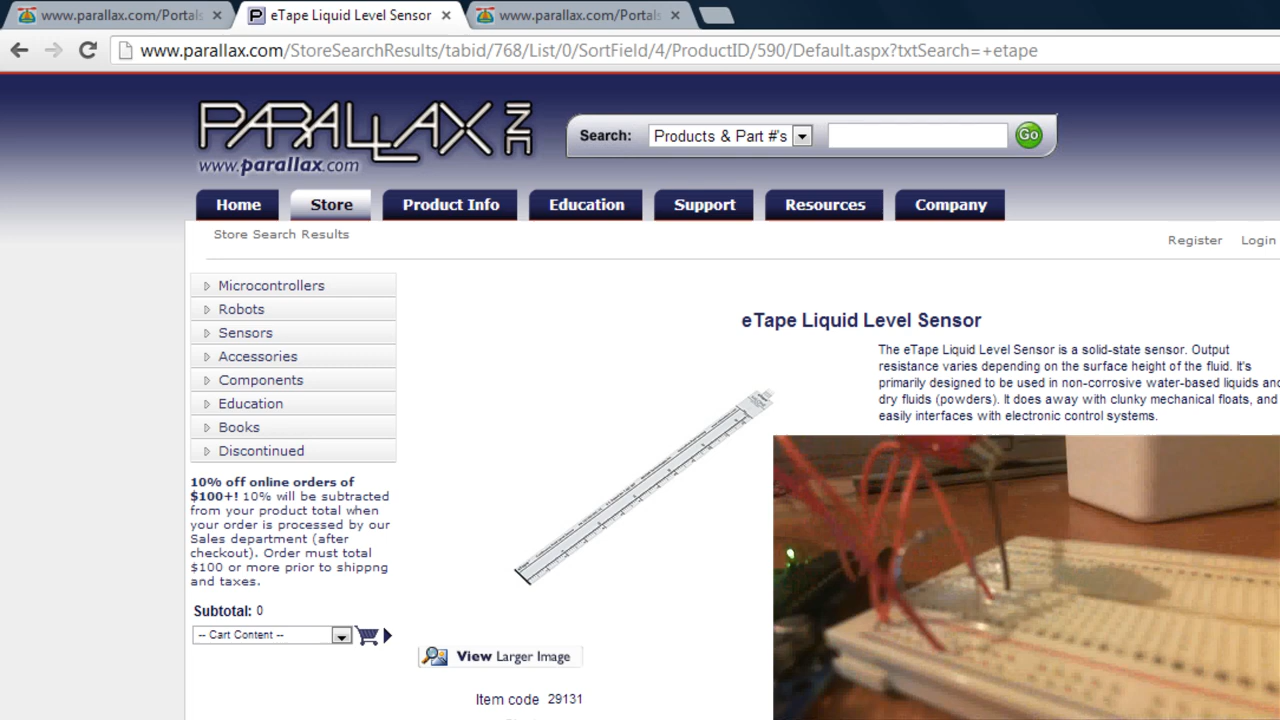 www.parallax.com/Portals
eTape Liquid Level Sensor
www.parallax.com/Portals
www.parallax.com/StoreSearchResults/tabid/768/List/0/SortField/4/ProductID/590/Default.aspx?txtSearch=+etape
PARALLAX INC
www.parallax.com
Search:
Products & Part #'s
Go
Home
Store
Product Info
Education
Support
Resources
Company
Store Search Results
Register
Login
Microcontrollers
Robots
Sensors
Accessories
Components
Education
Books
Discontinued
10% off online orders of
$100+! 10% will be subtracted
from your product total when
your order is processed by our
Sales department (after
checkout). Order must total
$100 or more prior to shippng
and taxes.
Subtotal: 0
-- Cart Content --
eTape Liquid Level Sensor
The eTape Liquid Level Sensor is a solid-state sensor. Output
resistance varies depending on the surface height of the fluid. It's
primarily designed to be used in non-corrosive water-based liquids and
dry fluids (powders). It does away with clunky mechanical floats, and
easily interfaces with electronic control systems.
View Larger Image
Item code 29131